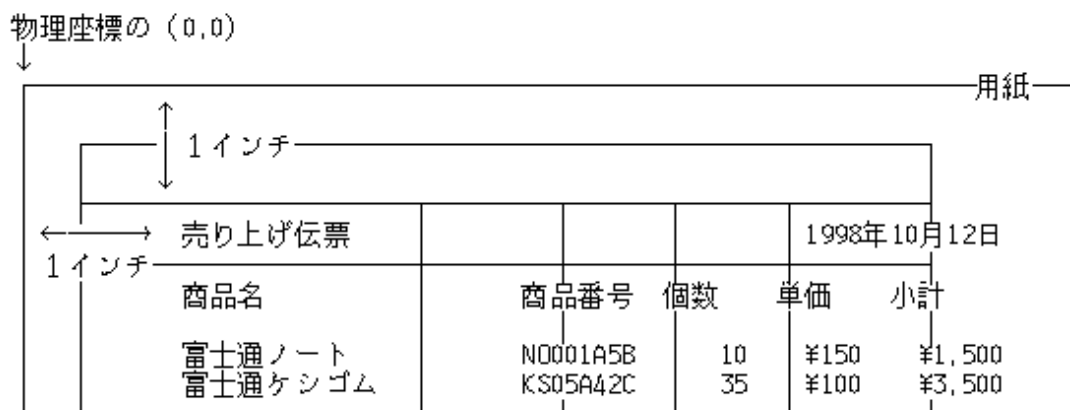 物理座標の（0,0）
用紙
1インチ
売り上げ伝票 1998年10月12日
1インチ
商品名 商品番号 個数 単価 小計
富士通ノート NO001A5B 10 ¥150 ¥1,500
富士通ケシゴム KS05A42C 35 ¥100 ¥3,500